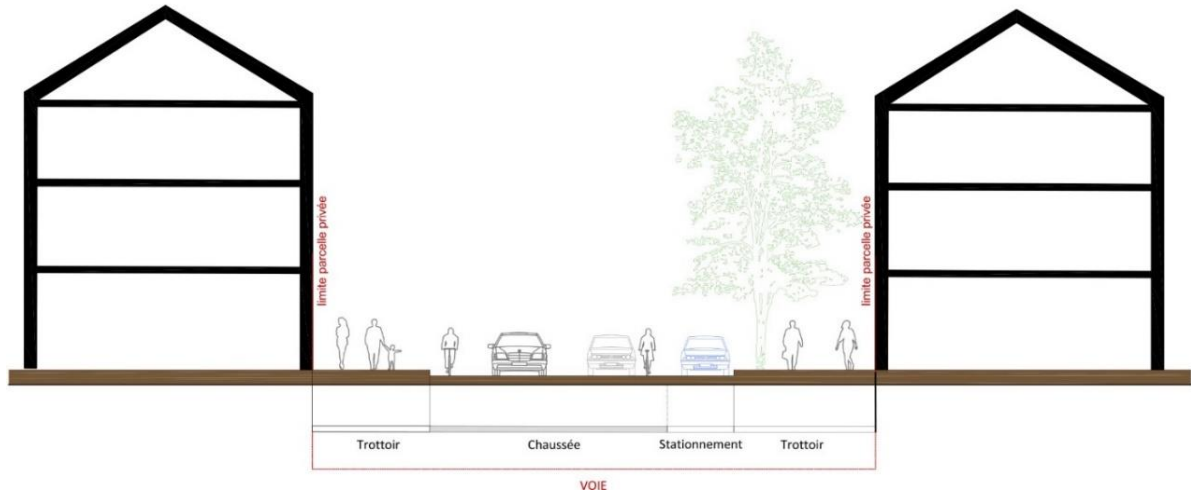 limite parcelle privée
limite parcelle privée
Trottoir
Chaussée
Stationnement
Trottoir
VOIE